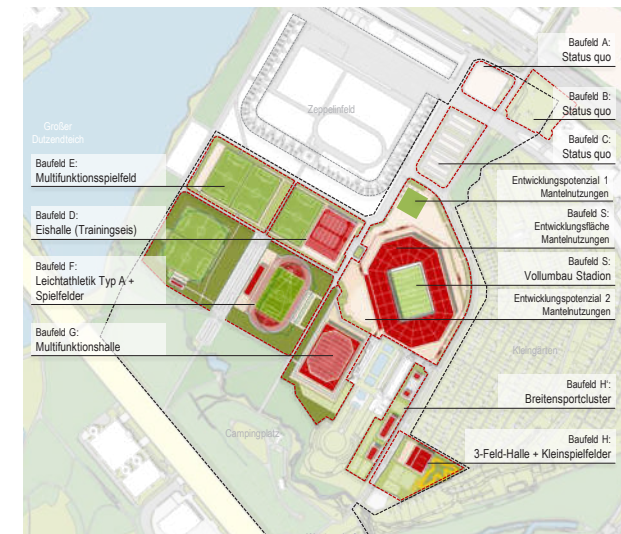 Baufeld A:
Status quo
Baufeld B:
Status quo
Baufeld C:
Status quo
Entwicklungspotenzial 1
Mantelnutzungen
Baufeld S:
Entwicklungsfläche
Mantelnutzungen
Baufeld S:
Vollumbau Stadion
Entwicklungspotenzial 2
Mantelnutzungen
Baufeld H':
Breitensportcluster
Baufeld H:
3-Feld-Halle + Kleinspielfelder
Zeppelinfeld
Großer
Dutzendteich
Baufeld E:
Multifunktionsspielfeld
Baufeld D:
Eishalle (Trainingseis)
Baufeld F:
Leichtathletik Typ A +
Spielfelder
Baufeld G:
Multifunktionshalle
Kleingärten
Campingplatz